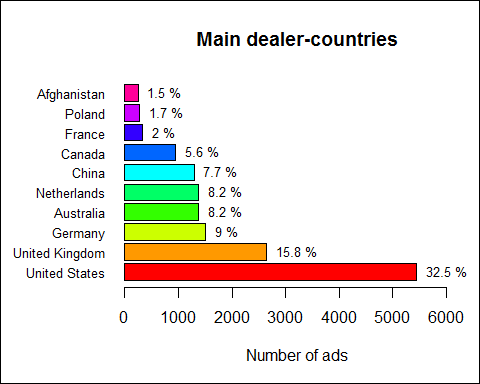 Main dealer-countries
Afghanistan 1.5 %
Poland 1.7 %
France 2 %
Canada 5.6 %
China 7.7 %
Netherlands 8.2 %
Australia 8.2 %
Germany 9 %
United Kingdom 15.8 %
United States 32.5 %
0 1000 2000 3000 4000 5000 6000
Number of ads